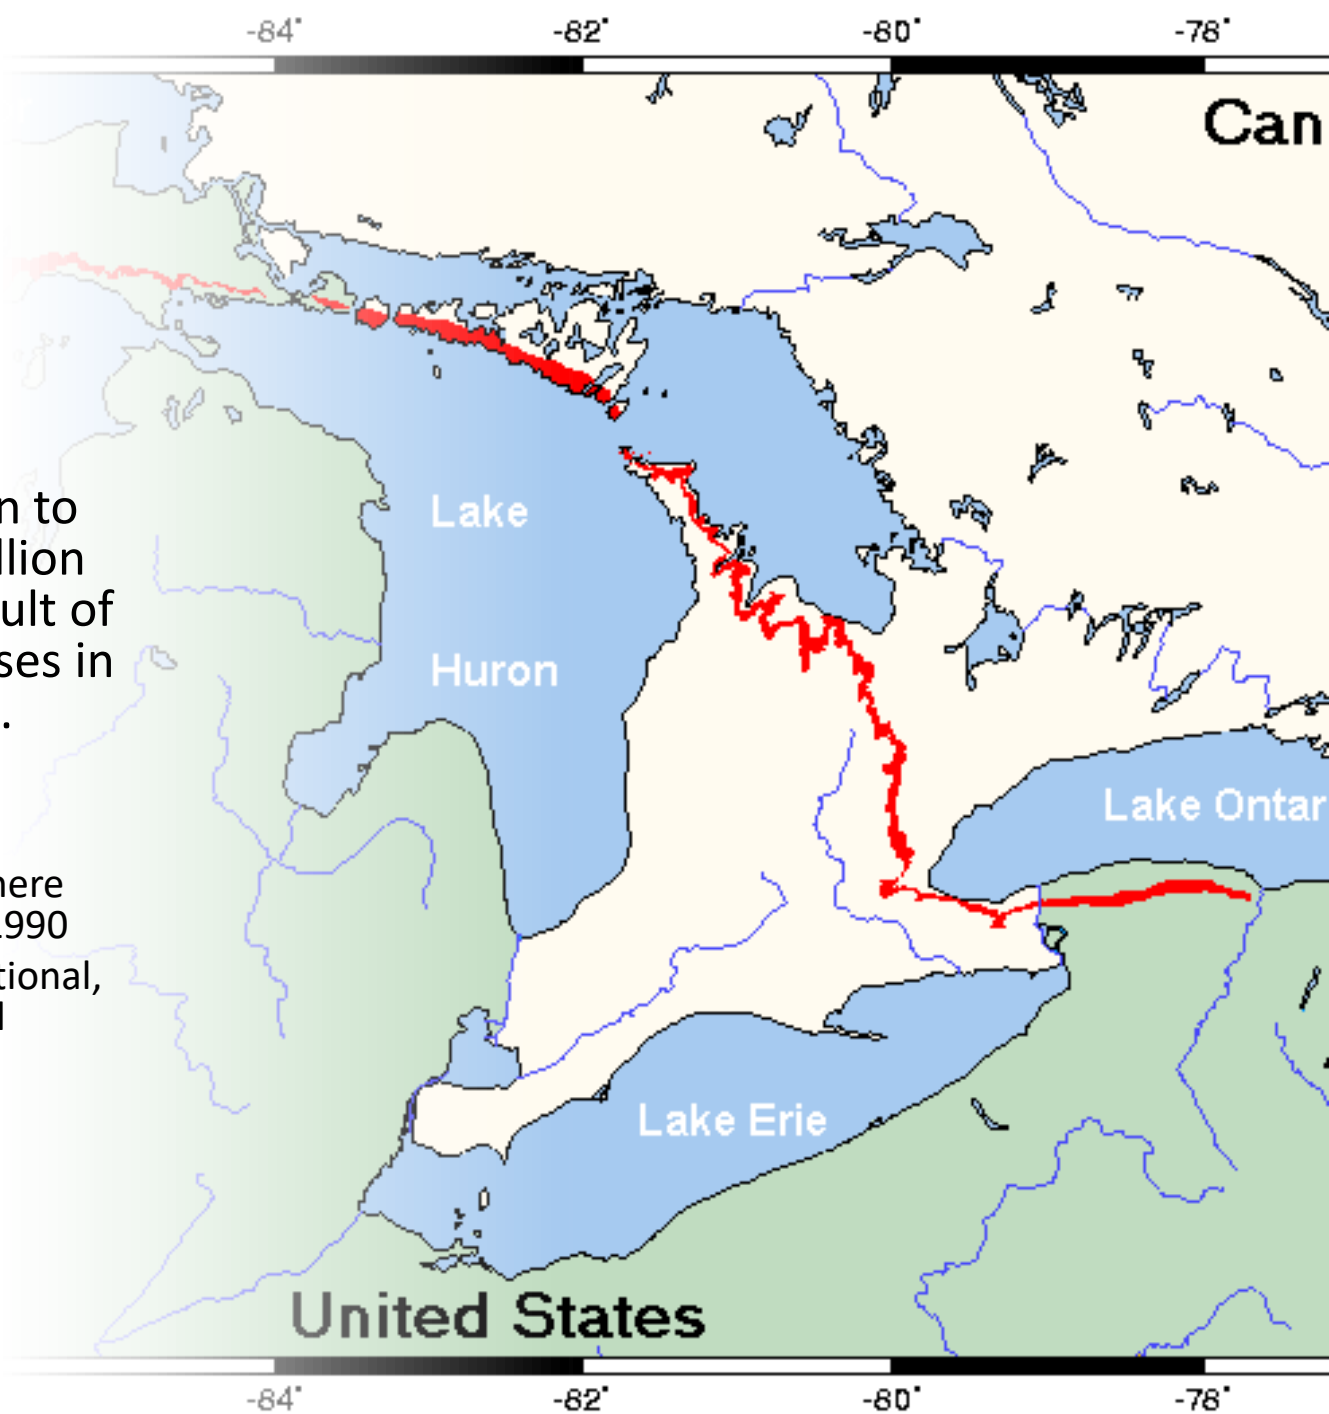 -84° -82° -80° -78°
Can
n to
llion
Lake
ult of
ses in
Huron
.
Lake Ontar
here
1990
tional,
l
Lake Erie
United States
-84° -82° -80° -78°